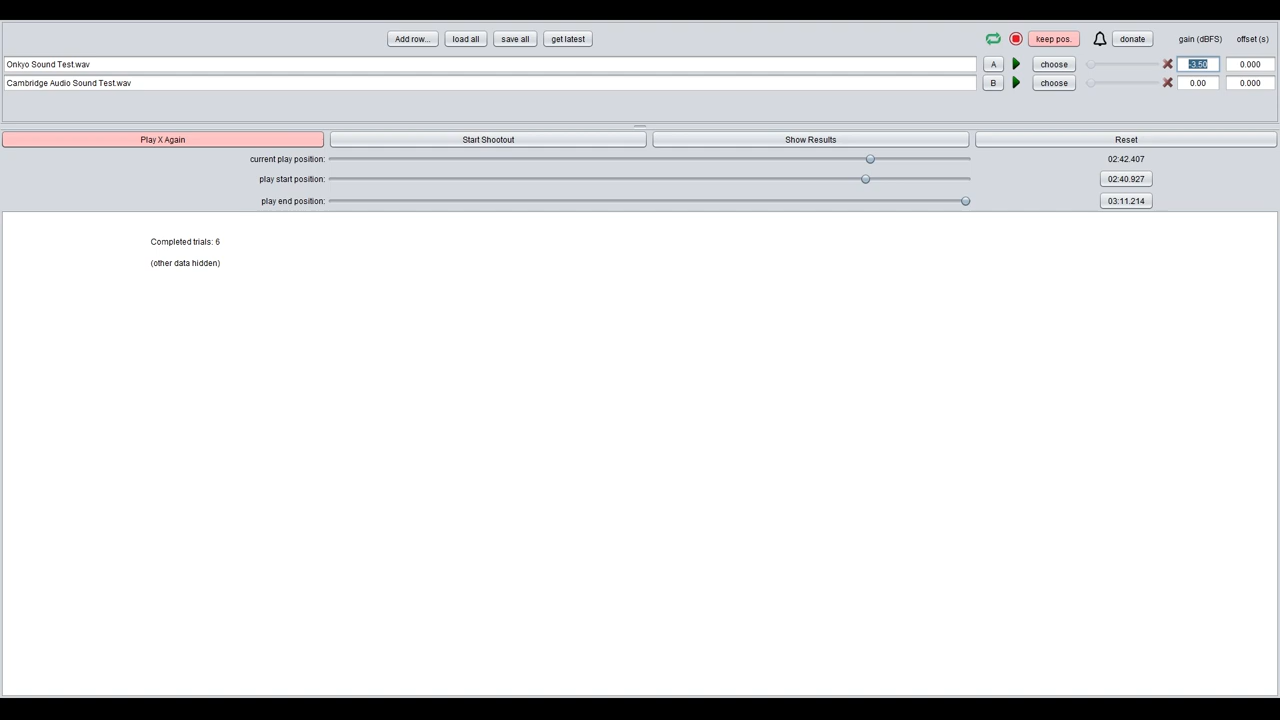 Add row... load all save all get latest keep pos. donate gain (dBFS) offset (s)
Onkyo Sound Test.wav A choose -3.50 0.000
Cambridge Audio Sound Test.wav B choose 0.00 0.000
Play X Again Start Shootout Show Results Reset
current play position: 02:42.407
play start position: 02:40.927
play end position: 03:11.214
Completed trials: 6
(other data hidden)